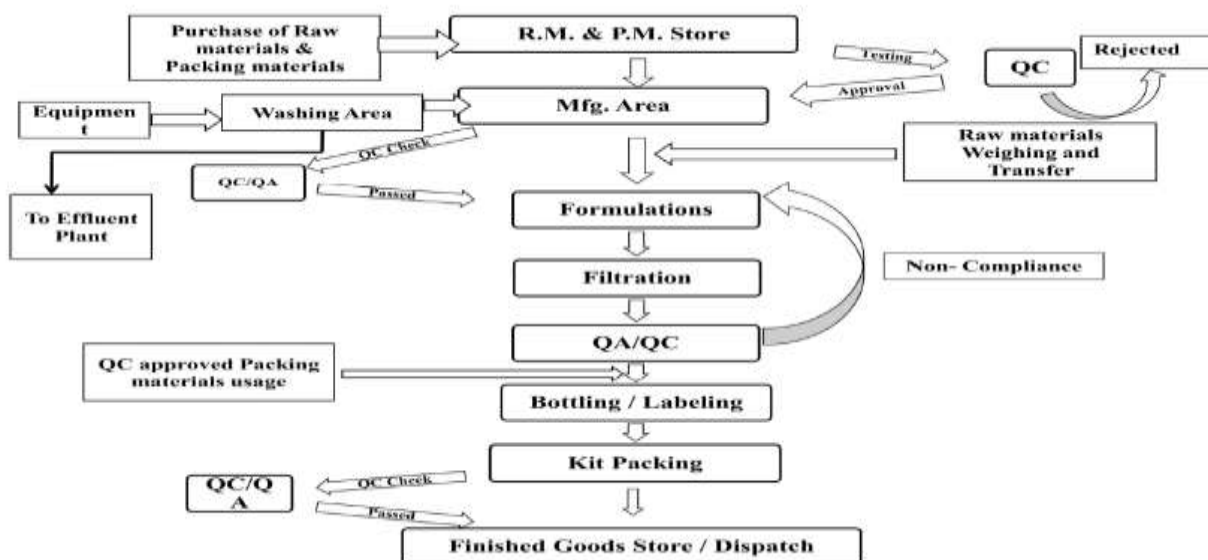 Purchase of Raw
materials &
Packing materials
R.M. & P.M. Store
Testing
QC
Rejected
Approval
Equipmen
t
Washing Area
Mfg. Area
QC Check
Raw materials
Weighing and
Transfer
QC/QA
Passed
To Effluent
Plant
Formulations
Filtration
Non- Compliance
QA/QC
QC approved Packing
materials usage
Bottling / Labeling
Kit Packing
QC/Q
A
QC Check
Passed
Finished Goods Store / Dispatch